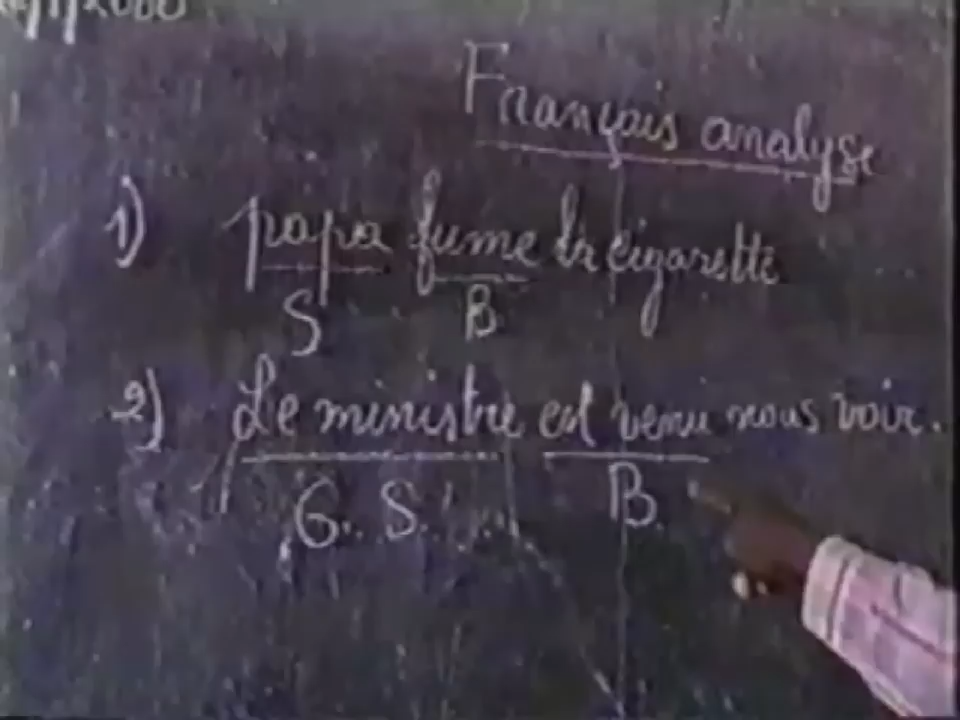 Français analyse
1) papa fume la cigarette
S B
2) Le ministre est venu nous voir.
G. S. B